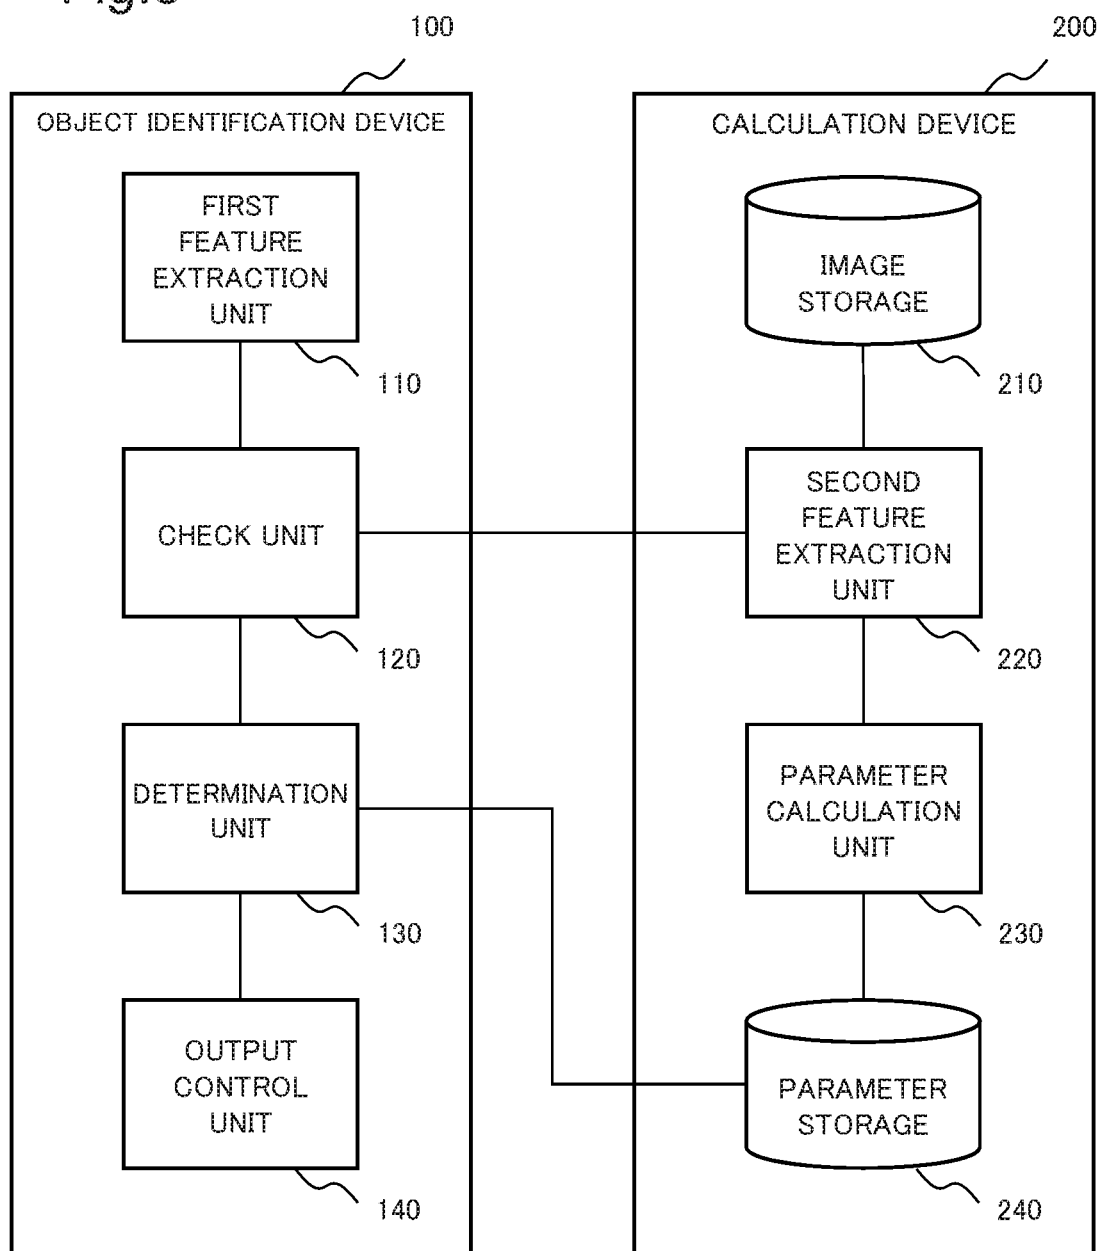 100
200
OBJECT IDENTIFICATION DEVICE
CALCULATION DEVICE
FIRST
FEATURE
EXTRACTION
UNIT
110
IMAGE
STORAGE
210
CHECK UNIT
120
SECOND
FEATURE
EXTRACTION
UNIT
220
DETERMINATION
UNIT
130
PARAMETER
CALCULATION
UNIT
230
OUTPUT
CONTROL
UNIT
140
PARAMETER
STORAGE
240